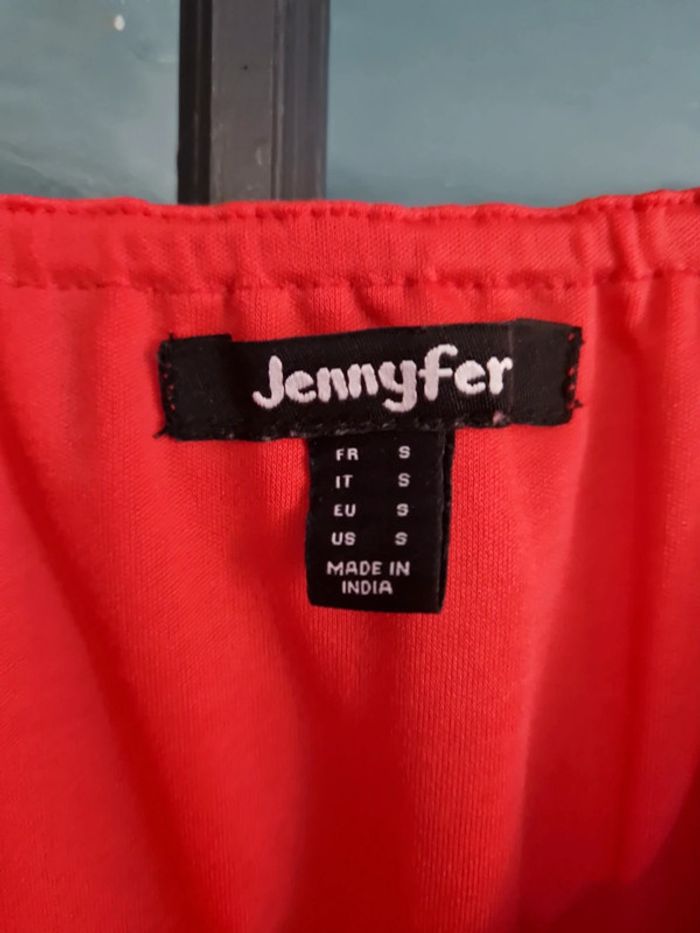 Jennyfer
FR S
IT S
EU S
US S
MADE IN
INDIA